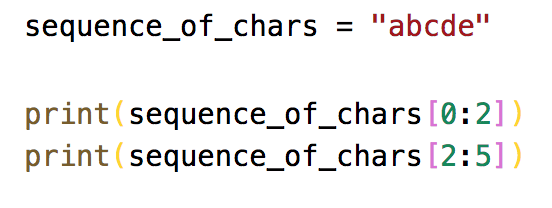 sequence_of_chars = "abcde"
print(sequence_of_chars[0:2])
print(sequence_of_chars[2:5])